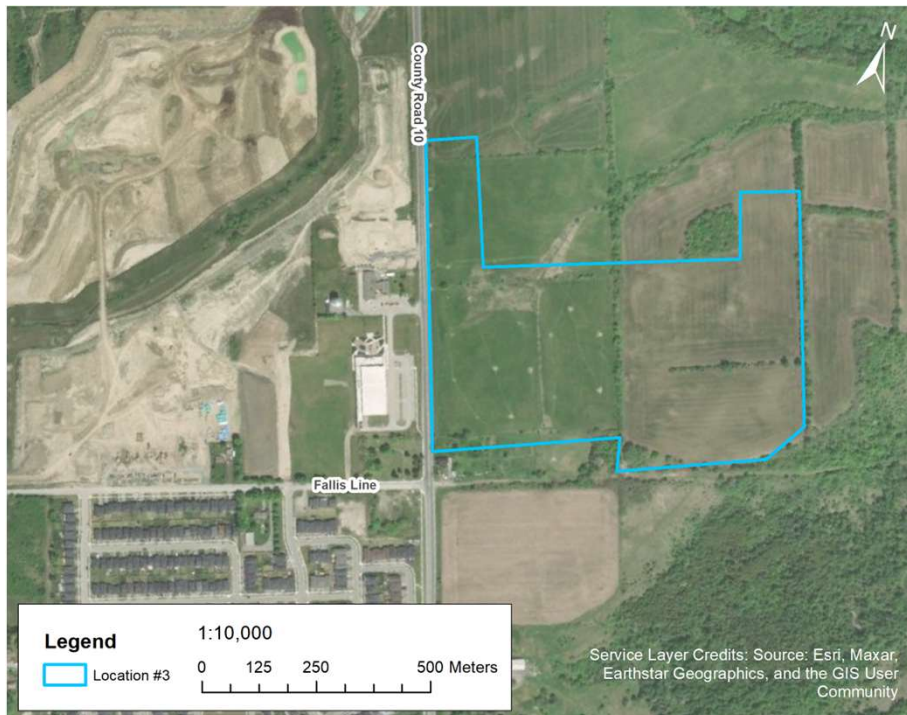 N
County Road 10
Fallis Line
Legend
1:10,000
Location #3
0 125 250 500 Meters
Service Layer Credits: Source: Esri, Maxar,
Earthstar Geographics, and the GIS User
Community